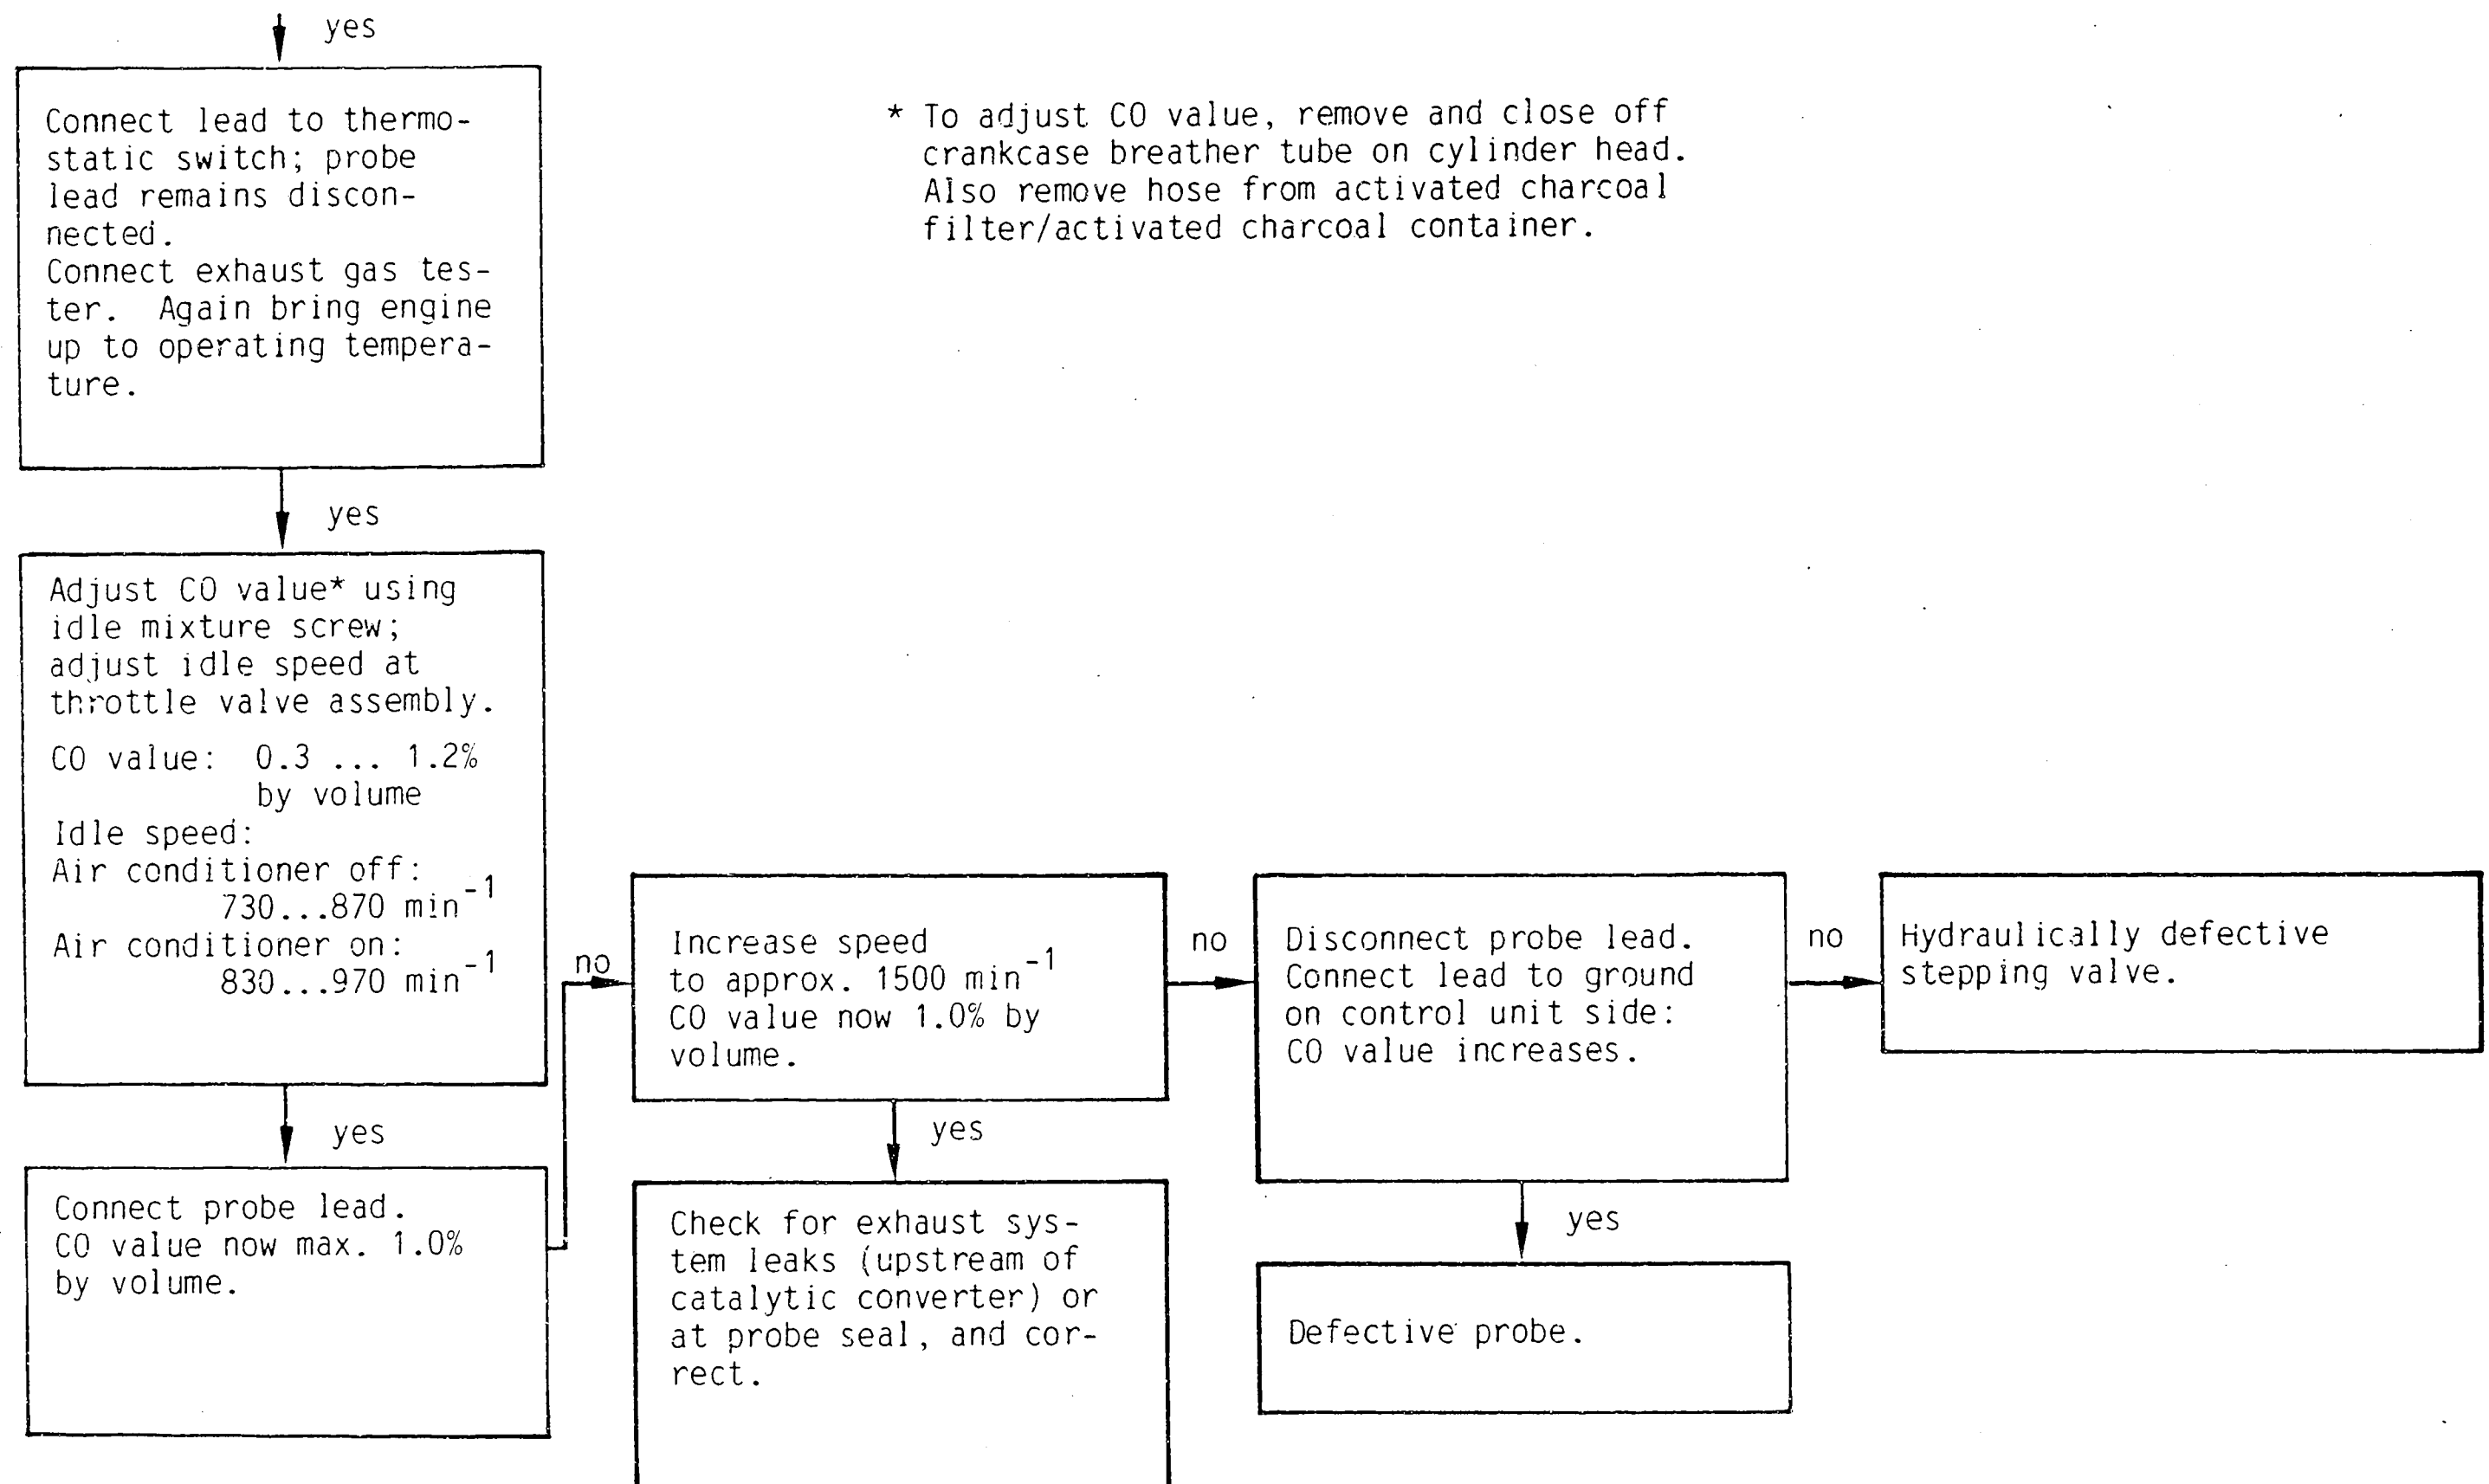 yes
Connect lead to thermo-
static switch; probe
lead remains discon-
nected.
Connect exhaust gas tes-
ter. Again bring engine
up to operating tempera-
ture.
* To adjust CO value, remove and close off
crankcase breather tube on cylinder head.
Also remove hose from activated charcoal
filter/activated charcoal container.
yes
Adjust CO value* using
idle mixture screw;
adjust idle speed at
throttle valve assembly.
CO value: 0.3 ... 1.2%
by volume
Idle speed:
Air conditioner off:
730...870 min⁻¹
Air conditioner on:
830...970 min⁻¹
yes
Connect probe lead.
CO value now max. 1.0%
by volume.
no
Increase speed
to approx. 1500 min⁻¹
CO value now 1.0% by
volume.
yes
Check for exhaust sys-
tem leaks (upstream of
catalytic converter) or
at probe seal, and cor-
rect.
no
Disconnect probe lead.
Connect lead to ground
on control unit side:
CO value increases.
yes
Defective probe.
no
Hydraulically defective
stepping valve.